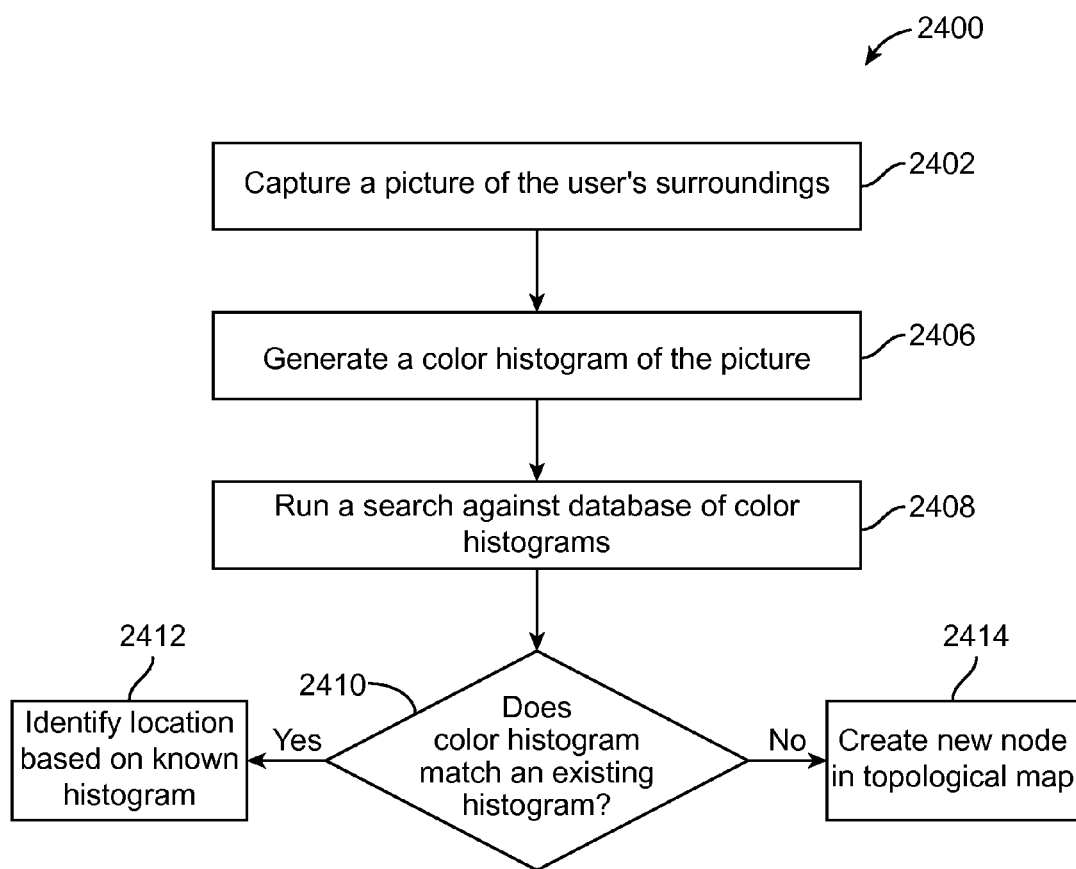 2400
Capture a picture of the user's surroundings
2402
Generate a color histogram of the picture
2406
Run a search against database of color
histograms
2408
2412
2410
2414
Identify location
based on known
histogram
Yes
Does
color histogram
match an existing
histogram?
No
Create new node
in topological map